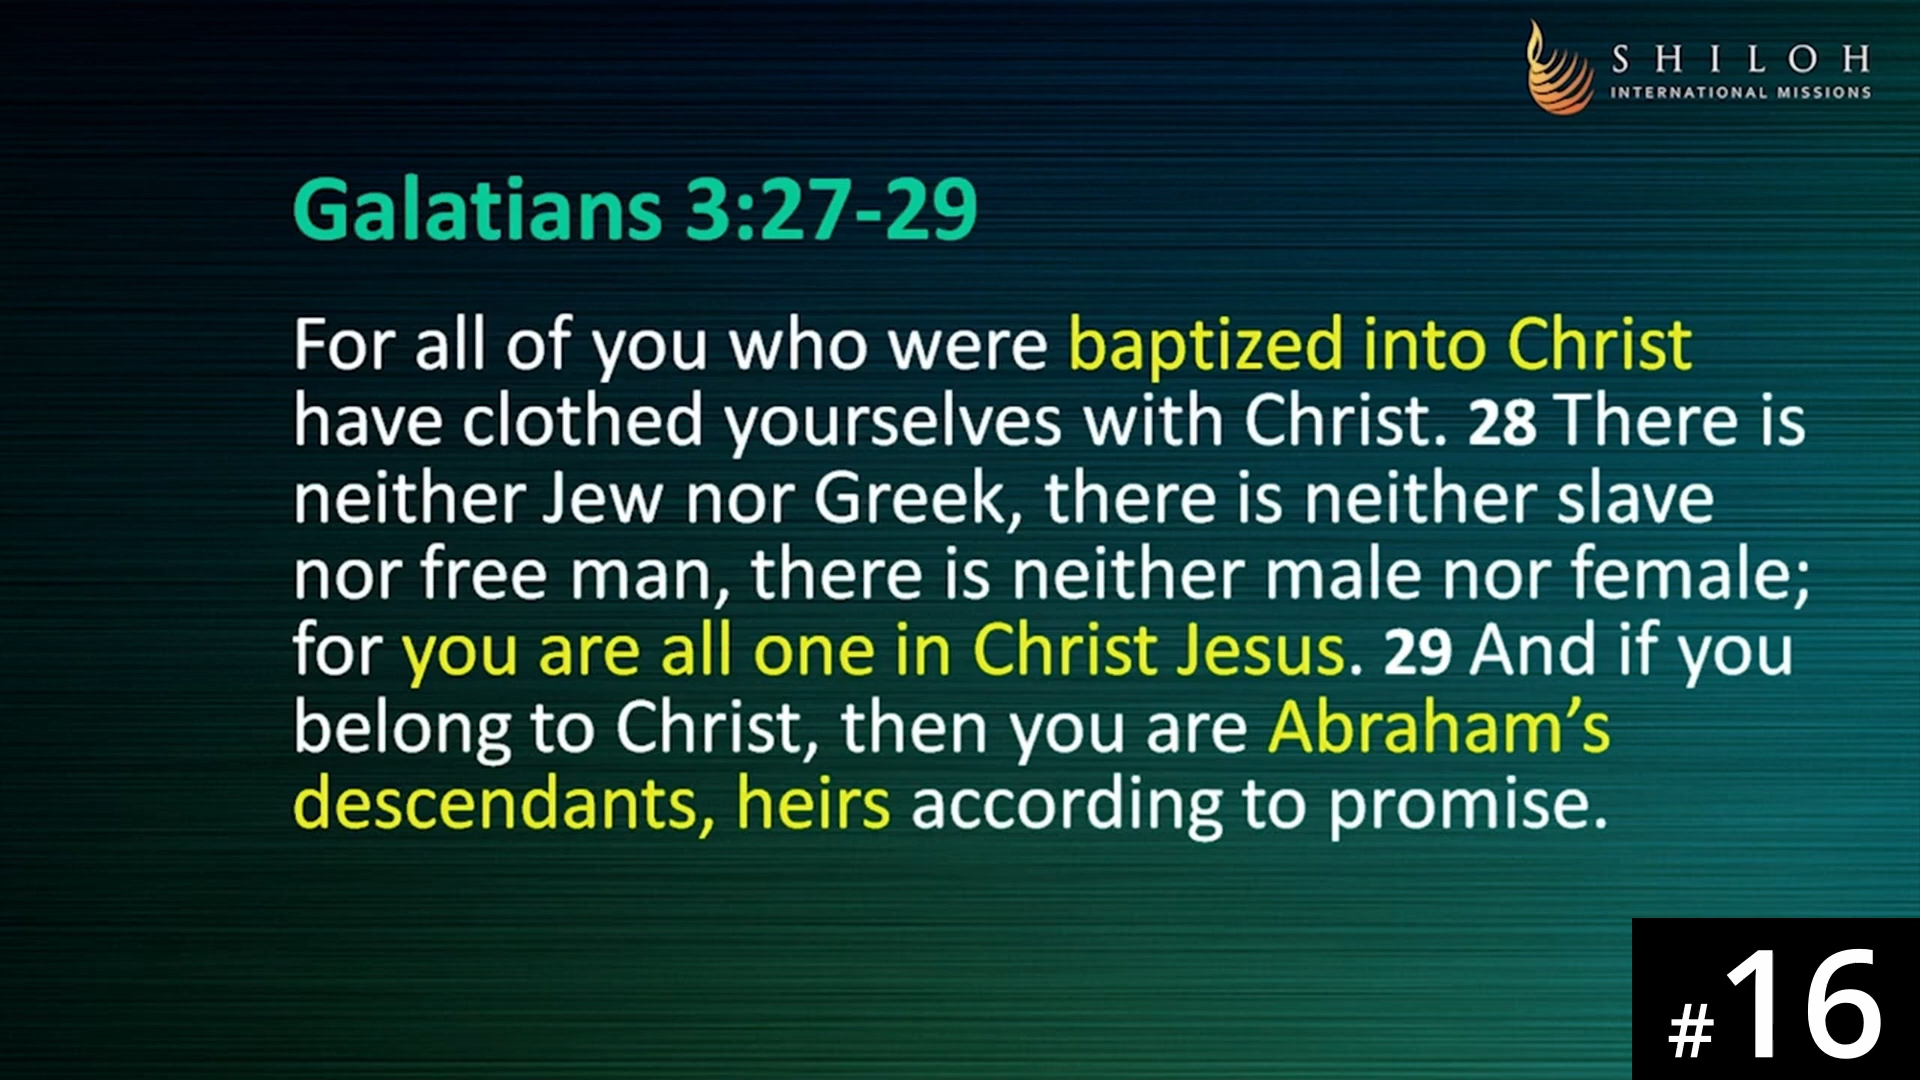 SHILOH
INTERNATIONAL MISSIONS
Galatians 3:27-29
For all of you who were baptized into Christ
have clothed yourselves with Christ. 28 There is
neither Jew nor Greek, there is neither slave
nor free man, there is neither male nor female;
for you are all one in Christ Jesus. 29 And if you
belong to Christ, then you are Abraham’s
descendants, heirs according to promise.
#16